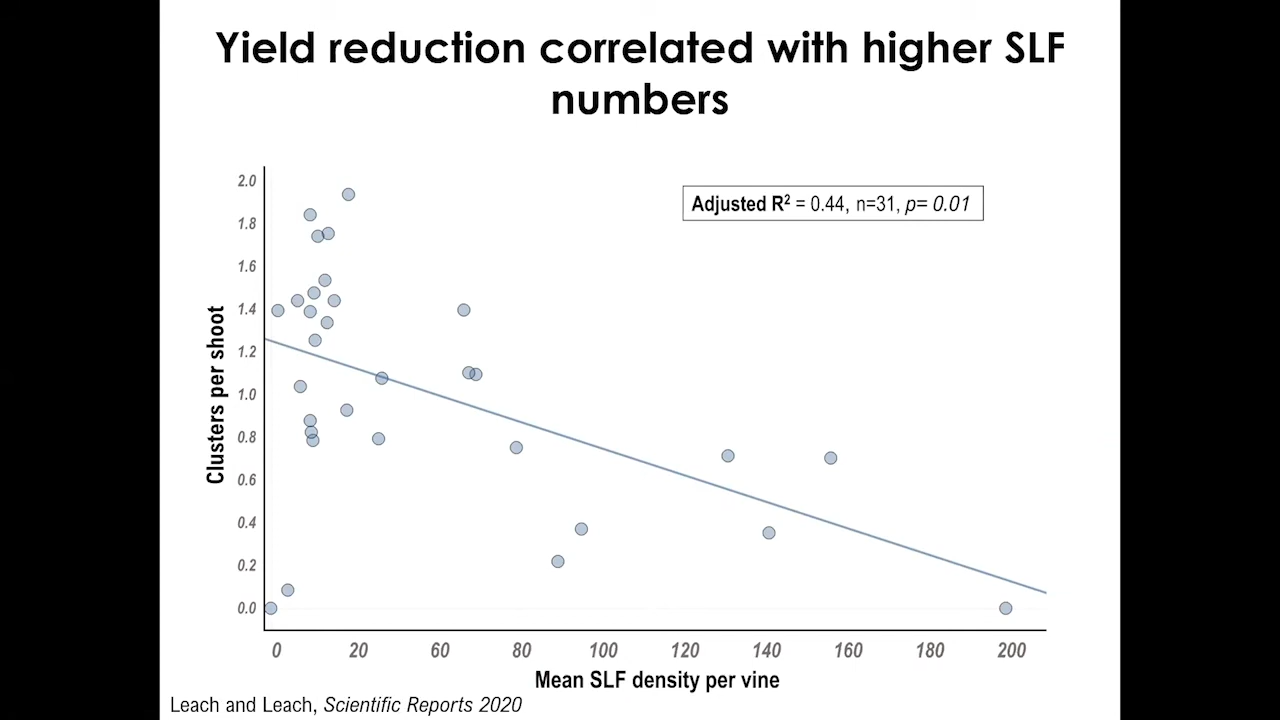 Yield reduction correlated with higher SLF
numbers
Adjusted R² = 0.44, n=31, p= 0.01
Clusters per shoot
2.0
1.8
1.6
1.4
1.2
1.0
0.8
0.6
0.4
0.2
0.0
0 20 60 80 100 120 140 160 180 200
Mean SLF density per vine
Leach and Leach, Scientific Reports 2020